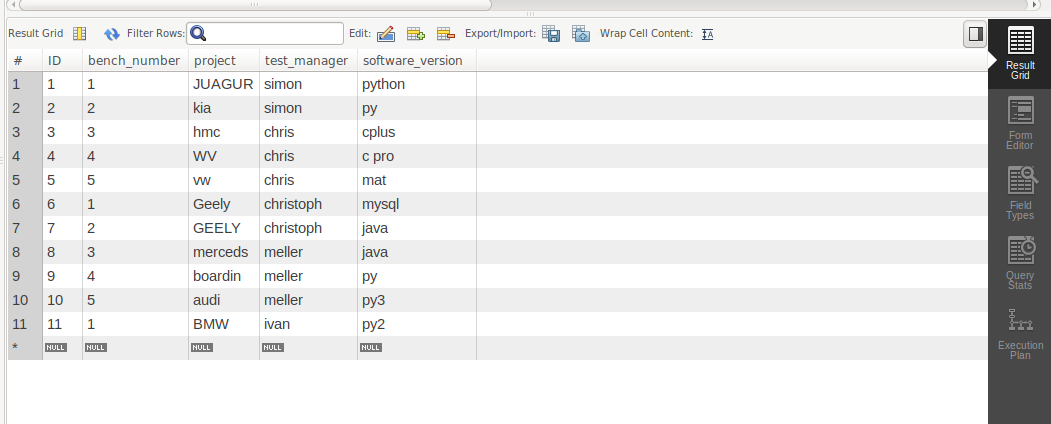 Result Grid Filter Rows: Edit: Export/Import: Wrap Cell Content: IA
# ID bench_number project test_manager software_version
1 1 1 JUAGUR simon python
2 2 2 kia simon py
3 3 3 hmc chris cplus
4 4 4 WV chris c pro
5 5 5 vw chris mat
6 6 1 Geely christoph mysql
7 7 2 GEELY christoph java
8 8 3 merceds meller java
9 9 4 boardin meller py
10 10 5 audi meller py3
11 11 1 BMW ivan py2
* NULL NULL NULL NULL NULL
Result
Grid
Form
Editor
Field
Types
Query
Stats
Execution
Plan